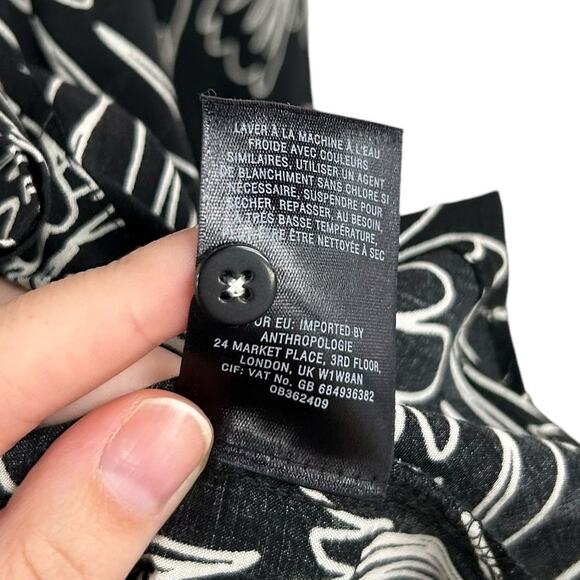 LAVER À LA MACHINE À L'EAU
FROIDE AVEC COULEURS
SIMILAIRES, UTILISER UN AGENT
DE BLANCHIMENT SANS CHLORE SI
NÉCESSAIRE, SUSPENDRE POUR
SÉCHER, REPASSER, AU BESOIN,
À TRÈS BASSE TEMPÉRATURE,
ÊTRE NETTOYÉE À SEC
OR EU: IMPORTED BY
ANTHROPOLOGIE
24 MARKET PLACE, 3RD FLOOR,
LONDON, UK W1W8AN
CIF: VAT No. GB 684936382
OB362409